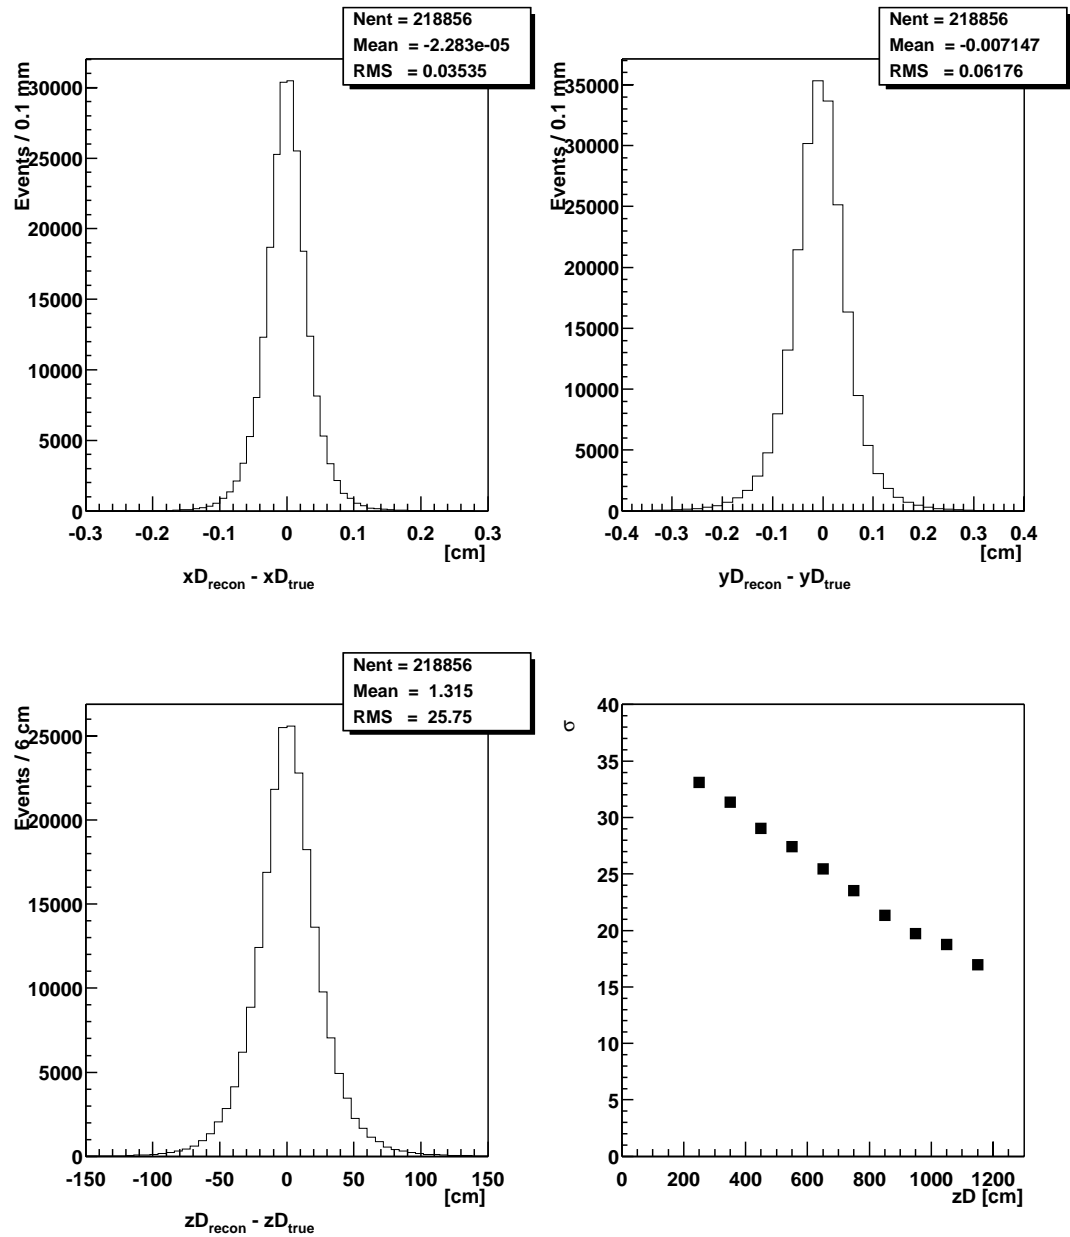 Nent = 218856
Mean = -2.283e-05
RMS = 0.03535
Events / 0.1 mm
30000
25000
20000
15000
10000
5000
0
-0.3 -0.2 -0.1 0 0.1 0.2 0.3
[cm]
xDrecon - xDtrue
Nent = 218856
Mean = -0.007147
RMS = 0.06176
Events / 0.1 mm
35000
30000
25000
20000
15000
10000
5000
0
-0.4 -0.3 -0.2 -0.1 0 0.1 0.2 0.3 0.4
[cm]
yDrecon - yDtrue
Nent = 218856
Mean = 1.315
RMS = 25.75
Events / 6 cm
25000
20000
15000
10000
5000
0
-150 -100 -50 0 50 100 150
[cm]
zDrecon - zDtrue
σ
40
35
30
25
20
15
10
5
0
0 200 400 600 800 1000 1200
zD [cm]